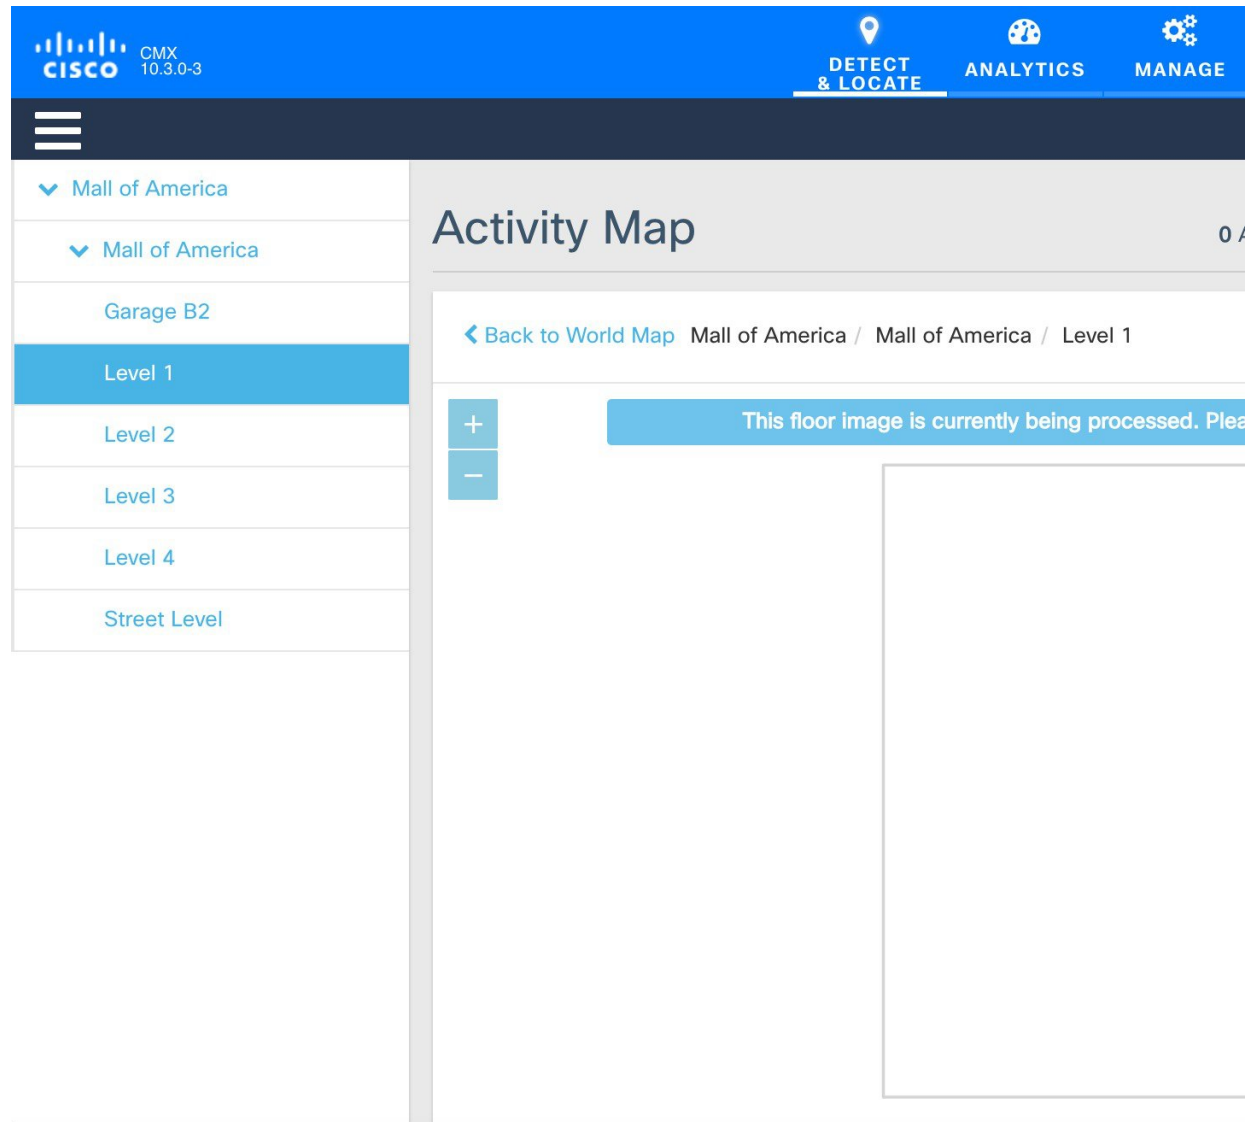 CISCO
CMX
10.3.0-3
DETECT
& LOCATE
ANALYTICS
MANAGE
Mall of America
Mall of America
Garage B2
Level 1
Level 2
Level 3
Level 4
Street Level
Activity Map
0
Back to World Map Mall of America / Mall of America / Level 1
+
This floor image is currently being processed.
−